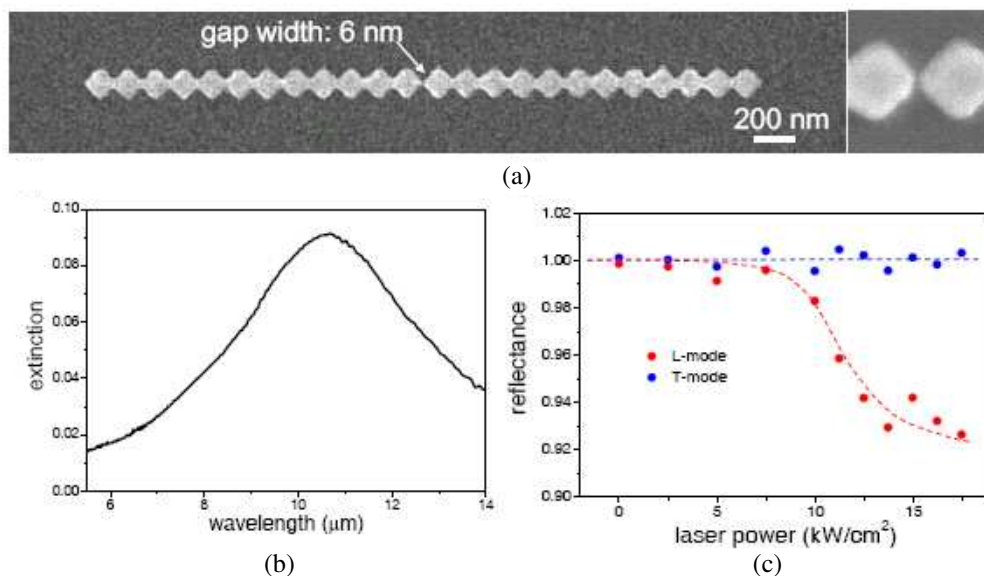 gap width: 6 nm
200 nm
(a)
0.10
0.08
0.06
0.04
0.02
0.00
extinction
6 8 10 12 14
wavelength (μm)
(b)
1.02
1.00
0.98
0.96
0.94
0.92
0.90
reflectance
L-mode
T-mode
0 5 10 15
laser power (kW/cm²)
(c)